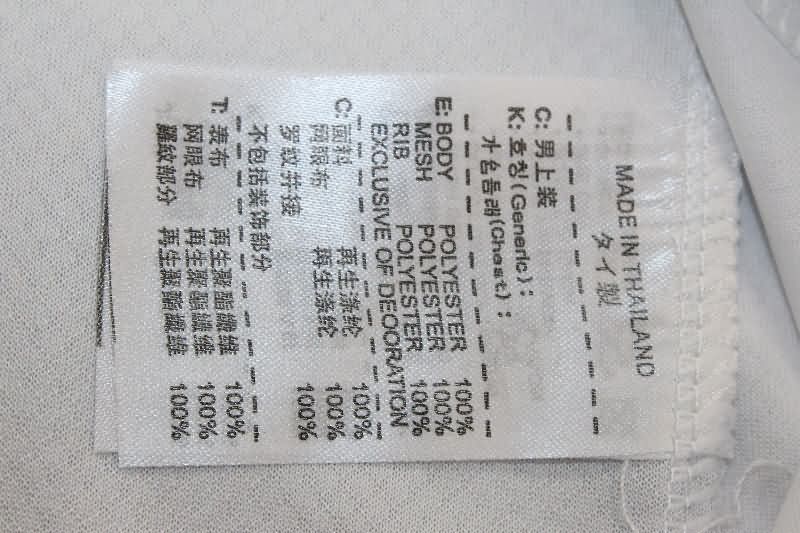 MADE IN THAILAND
タイ製
C: 男上装
K: 호칭(Generic):
가슴둘레(Chest):
E: BODY POLYESTER 100%
MESH POLYESTER 100%
RIB POLYESTER 100%
EXCLUSIVE OF DECORATION
C: 面料 再生涤纶 100%
网眼布 再生涤纶 100%
罗纹拼接 100%
不包括装饰部分
T: 表布 再生聚酯纖維 100%
网眼布 再生聚酯纖維 100%
羅紋部分 再生聚酯纖維 100%